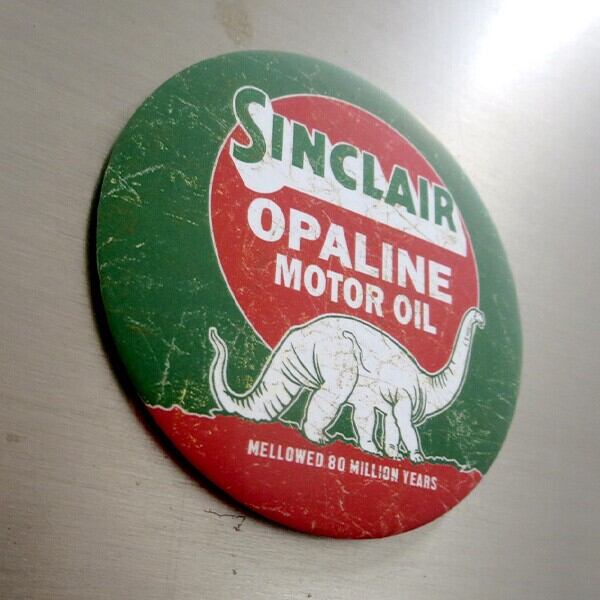 SINCLAIR
OPALINE
MOTOR OIL
MELLOWED 80 MILLION YEARS